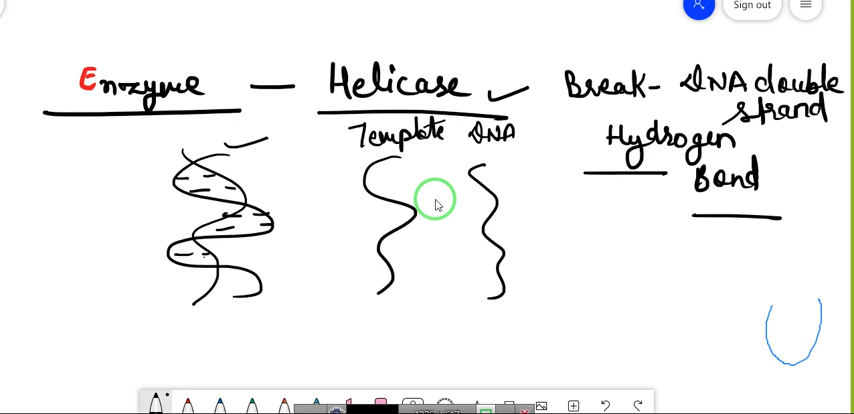 Sign out
Enzyme — Helicase ✓ Break- DNA double strand
Template DNA
Hydrogen
Bond